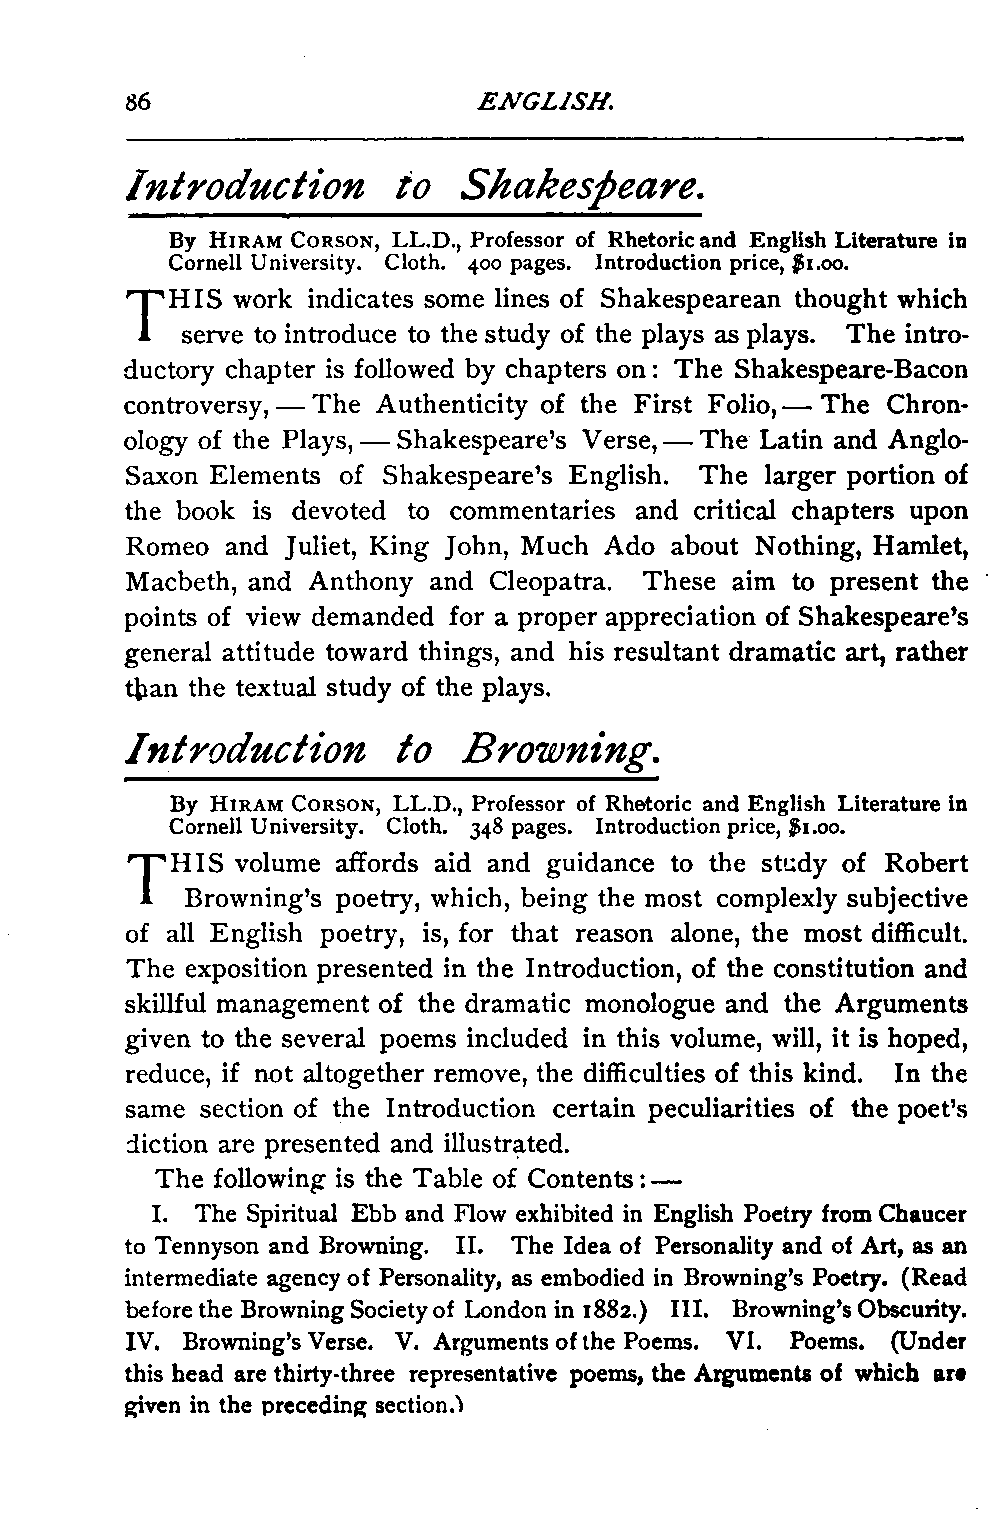 86 ENGLISH.
Introduction to Shakespeare.
By HIRAM CORSON, LL.D., Professor of Rhetoric and English Literature in
Cornell University. Cloth. 400 pages. Introduction price, $1.00.
THIS work indicates some lines of Shakespearean thought which
serve to introduce to the study of the plays as plays. The intro-
ductory chapter is followed by chapters on: The Shakespeare-Bacon
controversy, — The Authenticity of the First Folio, — The Chron-
ology of the Plays, — Shakespeare's Verse, — The Latin and Anglo-
Saxon Elements of Shakespeare's English. The larger portion of
the book is devoted to commentaries and critical chapters upon
Romeo and Juliet, King John, Much Ado about Nothing, Hamlet,
Macbeth, and Anthony and Cleopatra. These aim to present the
points of view demanded for a proper appreciation of Shakespeare's
general attitude toward things, and his resultant dramatic art, rather
than the textual study of the plays.
Introduction to Browning.
By HIRAM CORSON, LL.D., Professor of Rhetoric and English Literature in
Cornell University. Cloth. 348 pages. Introduction price, $1.00.
THIS volume affords aid and guidance to the study of Robert
Browning's poetry, which, being the most complexly subjective
of all English poetry, is, for that reason alone, the most difficult.
The exposition presented in the Introduction, of the constitution and
skillful management of the dramatic monologue and the Arguments
given to the several poems included in this volume, will, it is hoped,
reduce, if not altogether remove, the difficulties of this kind. In the
same section of the Introduction certain peculiarities of the poet's
diction are presented and illustrated.
The following is the Table of Contents: —
I. The Spiritual Ebb and Flow exhibited in English Poetry from Chaucer
to Tennyson and Browning. II. The Idea of Personality and of Art, as an
intermediate agency of Personality, as embodied in Browning's Poetry. (Read
before the Browning Society of London in 1882.) III. Browning's Obscurity.
IV. Browning's Verse. V. Arguments of the Poems. VI. Poems. (Under
this head are thirty-three representative poems, the Arguments of which are
given in the preceding section.)